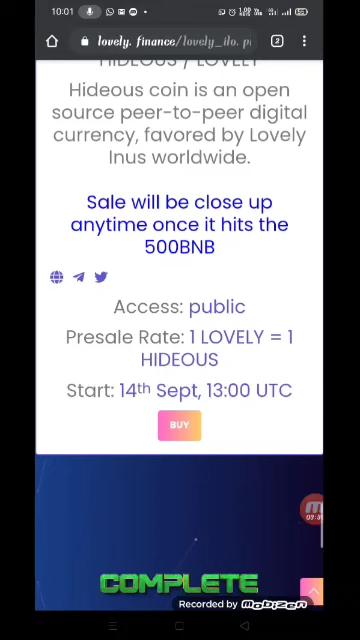 10:01
lovely. finance/lovely_ilo. p
2
HIDEOUS / LOVELY
Hideous coin is an open
source peer-to-peer digital
currency, favored by Lovely
Inus worldwide.
Sale will be close up
anytime once it hits the
500BNB
Access: public
Presale Rate: 1 LOVELY = 1
HIDEOUS
Start: 14th Sept, 13:00 UTC
BUY
COMPLETE
Recorded by mobizen